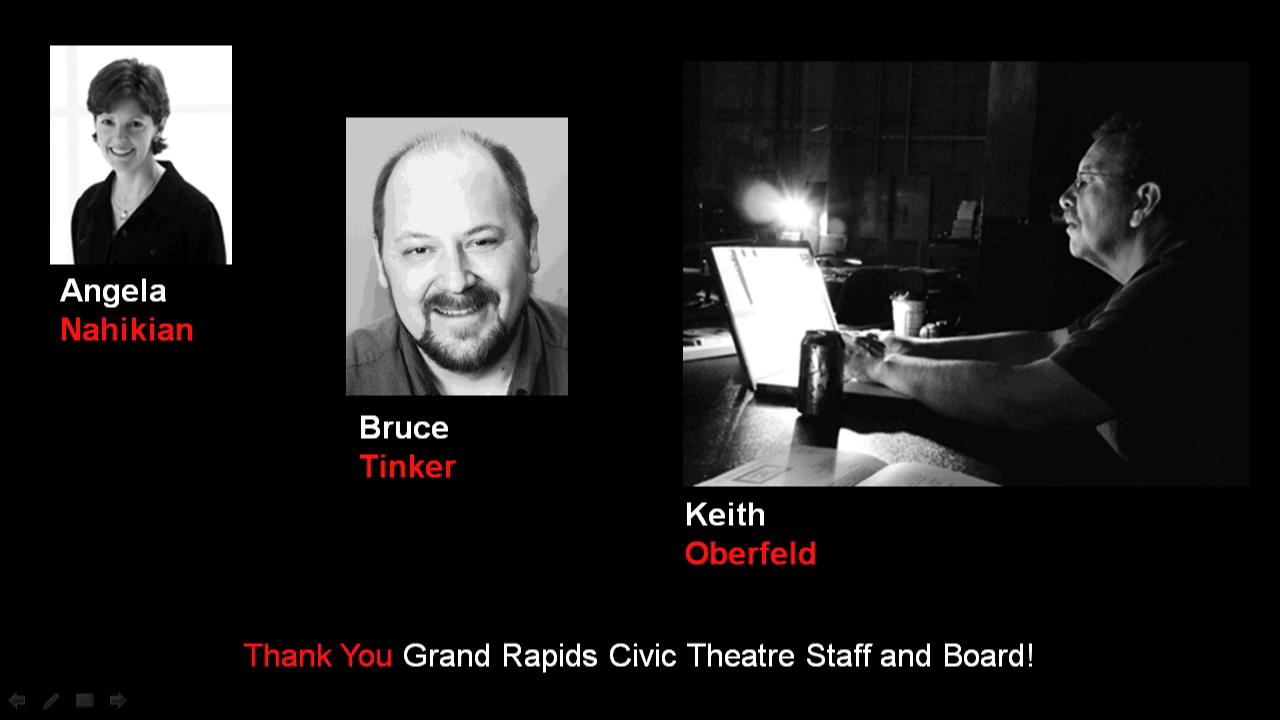 Angela
Nahikian
Bruce
Tinker
Keith
Oberfeld
Thank You Grand Rapids Civic Theatre Staff and Board!